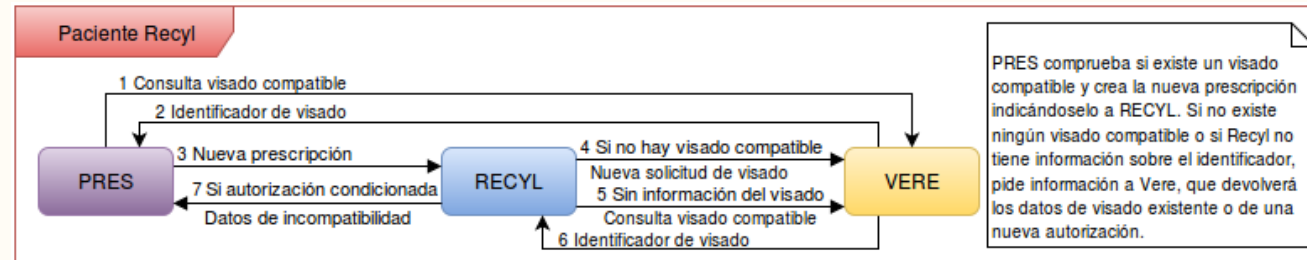 Paciente Recyl
1 Consulta visado compatible
2 Identificador de visado
3 Nueva prescripción
4 Si no hay visado compatible
PRES
RECYL
VERE
7 Si autorización condicionada
Nueva solicitud de visado
5 Sin información del visado
Datos de incompatibilidad
Consulta visado compatible
6 Identificador de visado
PRES comprueba si existe un visado
compatible y crea la nueva prescripción
indicándoselo a RECYL. Si no existe
ningún visado compatible o si Recyl no
tiene información sobre el identificador,
pide información a Vere, que devolverá
los datos de visado existente o de una
nueva autorización.